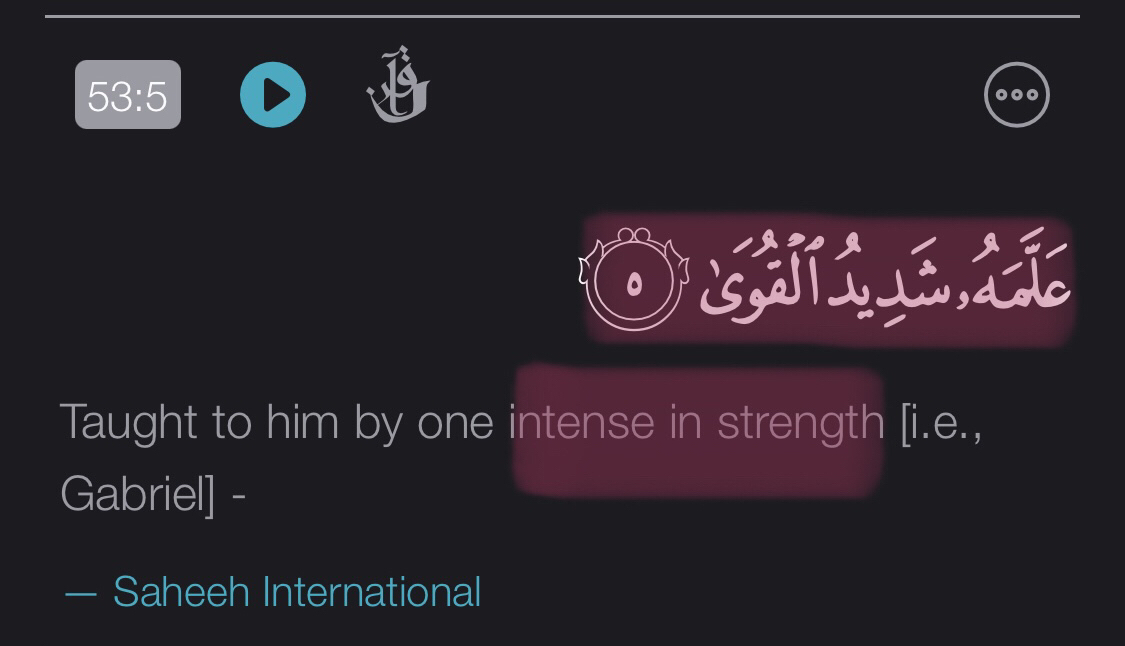 53:5
قرآن
عَلَّمَهُۥ شَدِيدُ ٱلْقُوَىٰ ٥
Taught to him by one intense in strength [i.e.,
Gabriel] -
— Saheeh International